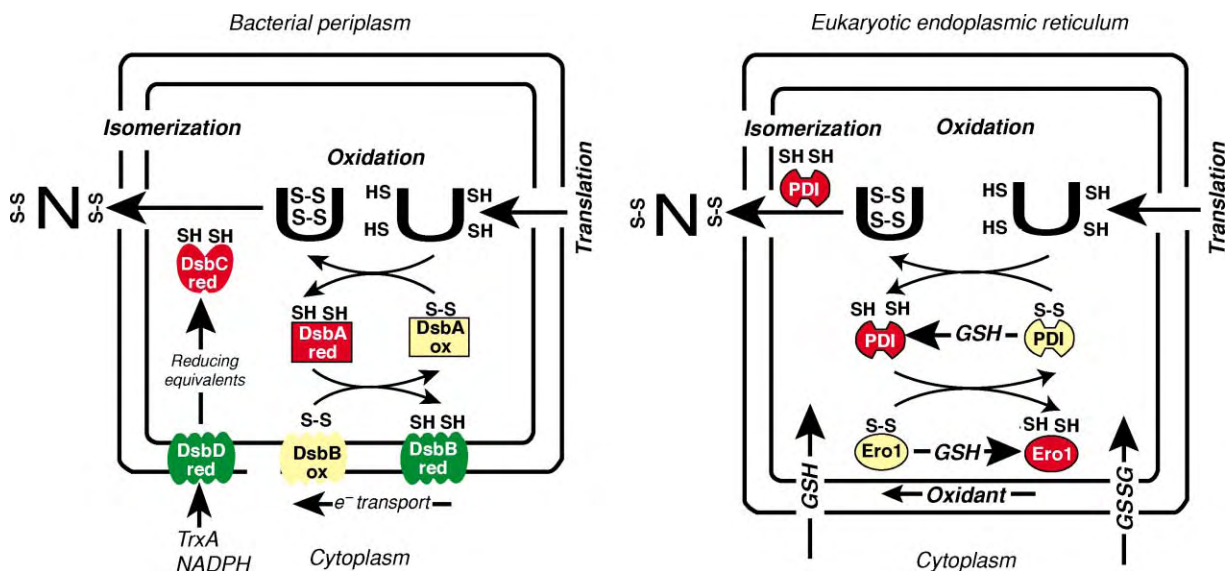 Bacterial periplasm
Isomerization
Oxidation
S-S
N
S-S
S-S
S-S
U
HS
SH
U
HS
SH
Translation
SH SH
DsbC
red
SH SH
DsbA
red
S-S
DsbA
ox
Reducing
equivalents
S-S
SH SH
DsbD
red
DsbB
ox
DsbB
red
e⁻ transport
TrxA
NADPH
Cytoplasm
Eukaryotic endoplasmic reticulum
Isomerization
Oxidation
SH SH
PDI
S-S
N
S-S
S-S
S-S
U
HS
SH
U
HS
SH
Translation
SH SH
PDI
GSH
S-S
PDI
S-S
Ero1
GSH
SH SH
Ero1
GSH
Oxidant
GSSG
Cytoplasm